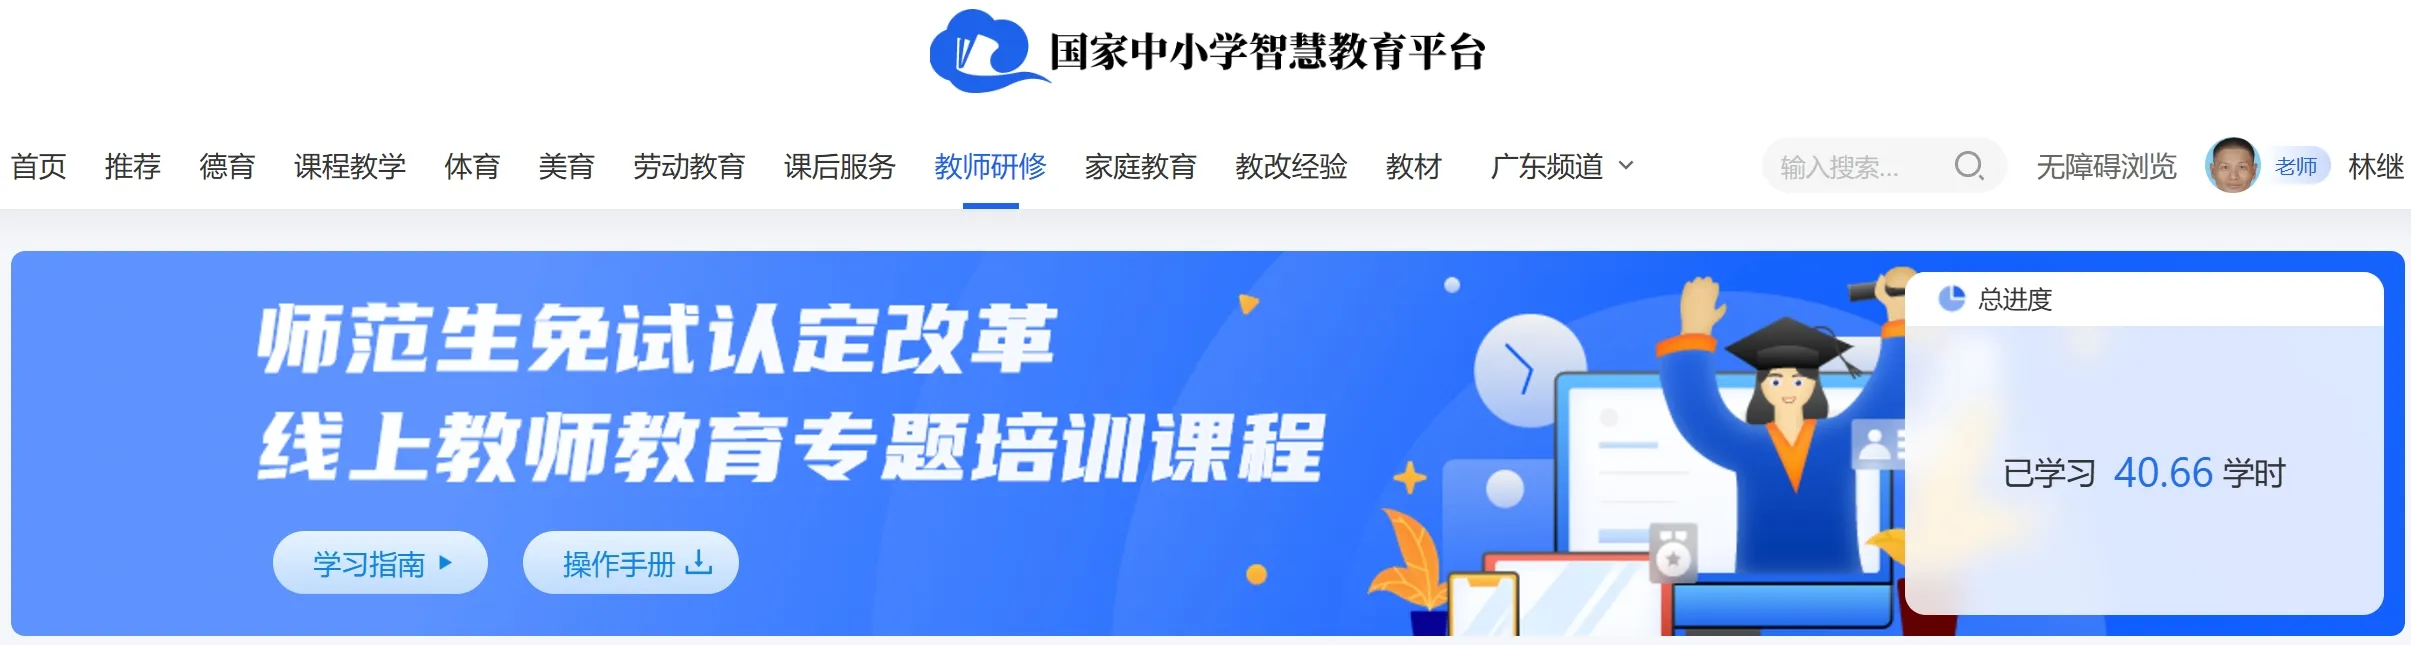 国家中小学智慧教育平台
首页 推荐 德育 课程教学 体育 美育 劳动教育 课后服务 教师研修 家庭教育 教改经验 教材 广东频道 输入搜索... 无障碍浏览 老师 林继
师范生免试认定改革
线上教师教育专题培训课程
学习指南 操作手册
总进度
已学习 40.66 学时